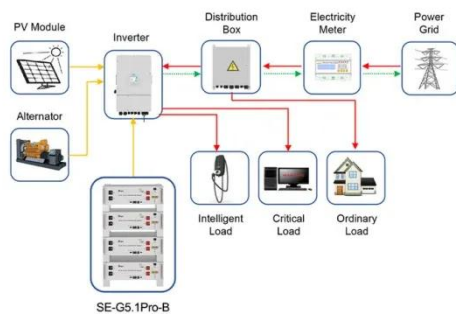 PV Module
Inverter
Distribution
Box
Electricity
Meter
Power
Grid
Alternator
Intelligent
Load
Critical
Load
Ordinary
Load
SE-G5.1Pro-B